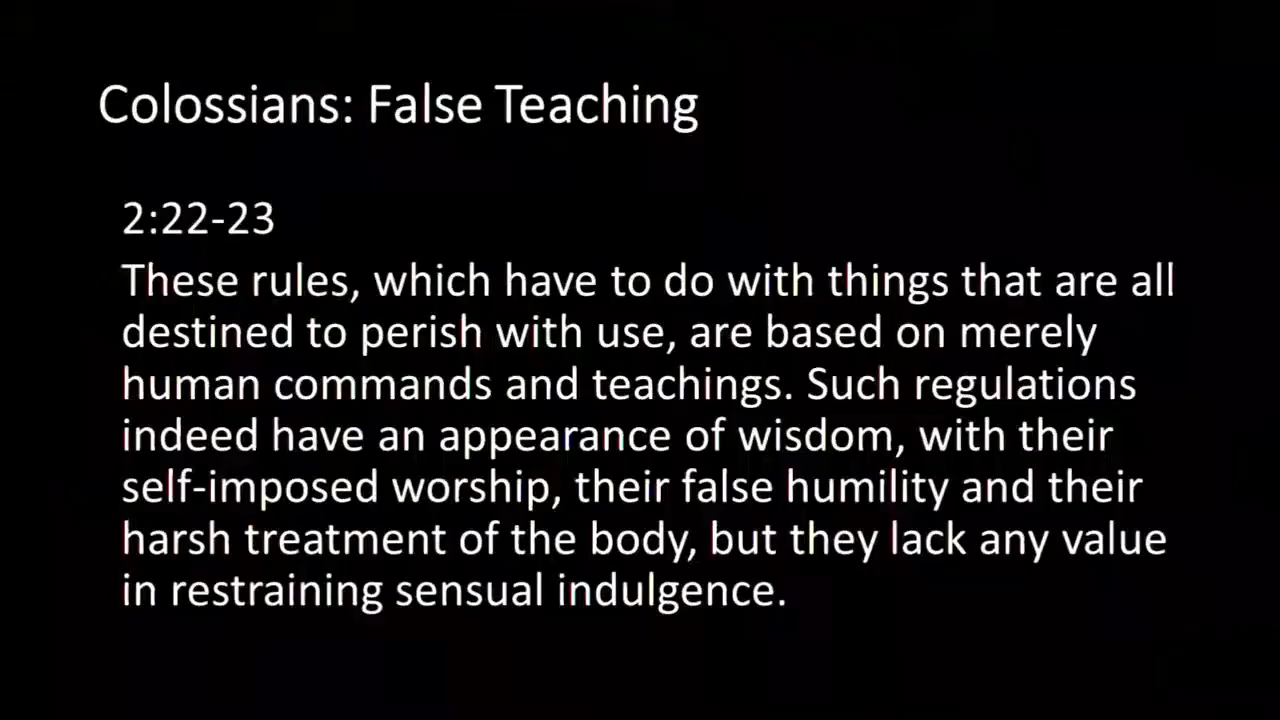 Colossians: False Teaching
2:22-23
These rules, which have to do with things that are all
destined to perish with use, are based on merely
human commands and teachings. Such regulations
indeed have an appearance of wisdom, with their
self-imposed worship, their false humility and their
harsh treatment of the body, but they lack any value
in restraining sensual indulgence.